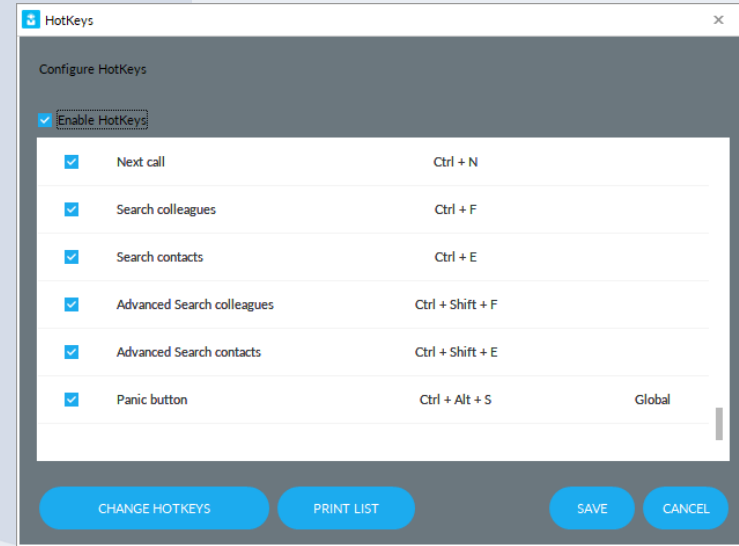 HotKeys
Configure HotKeys
Enable HotKeys
Next call Ctrl + N
Search colleagues Ctrl + F
Search contacts Ctrl + E
Advanced Search colleagues Ctrl + Shift + F
Advanced Search contacts Ctrl + Shift + E
Panic button Ctrl + Alt + S Global
CHANGE HOTKEYS PRINT LIST SAVE CANCEL